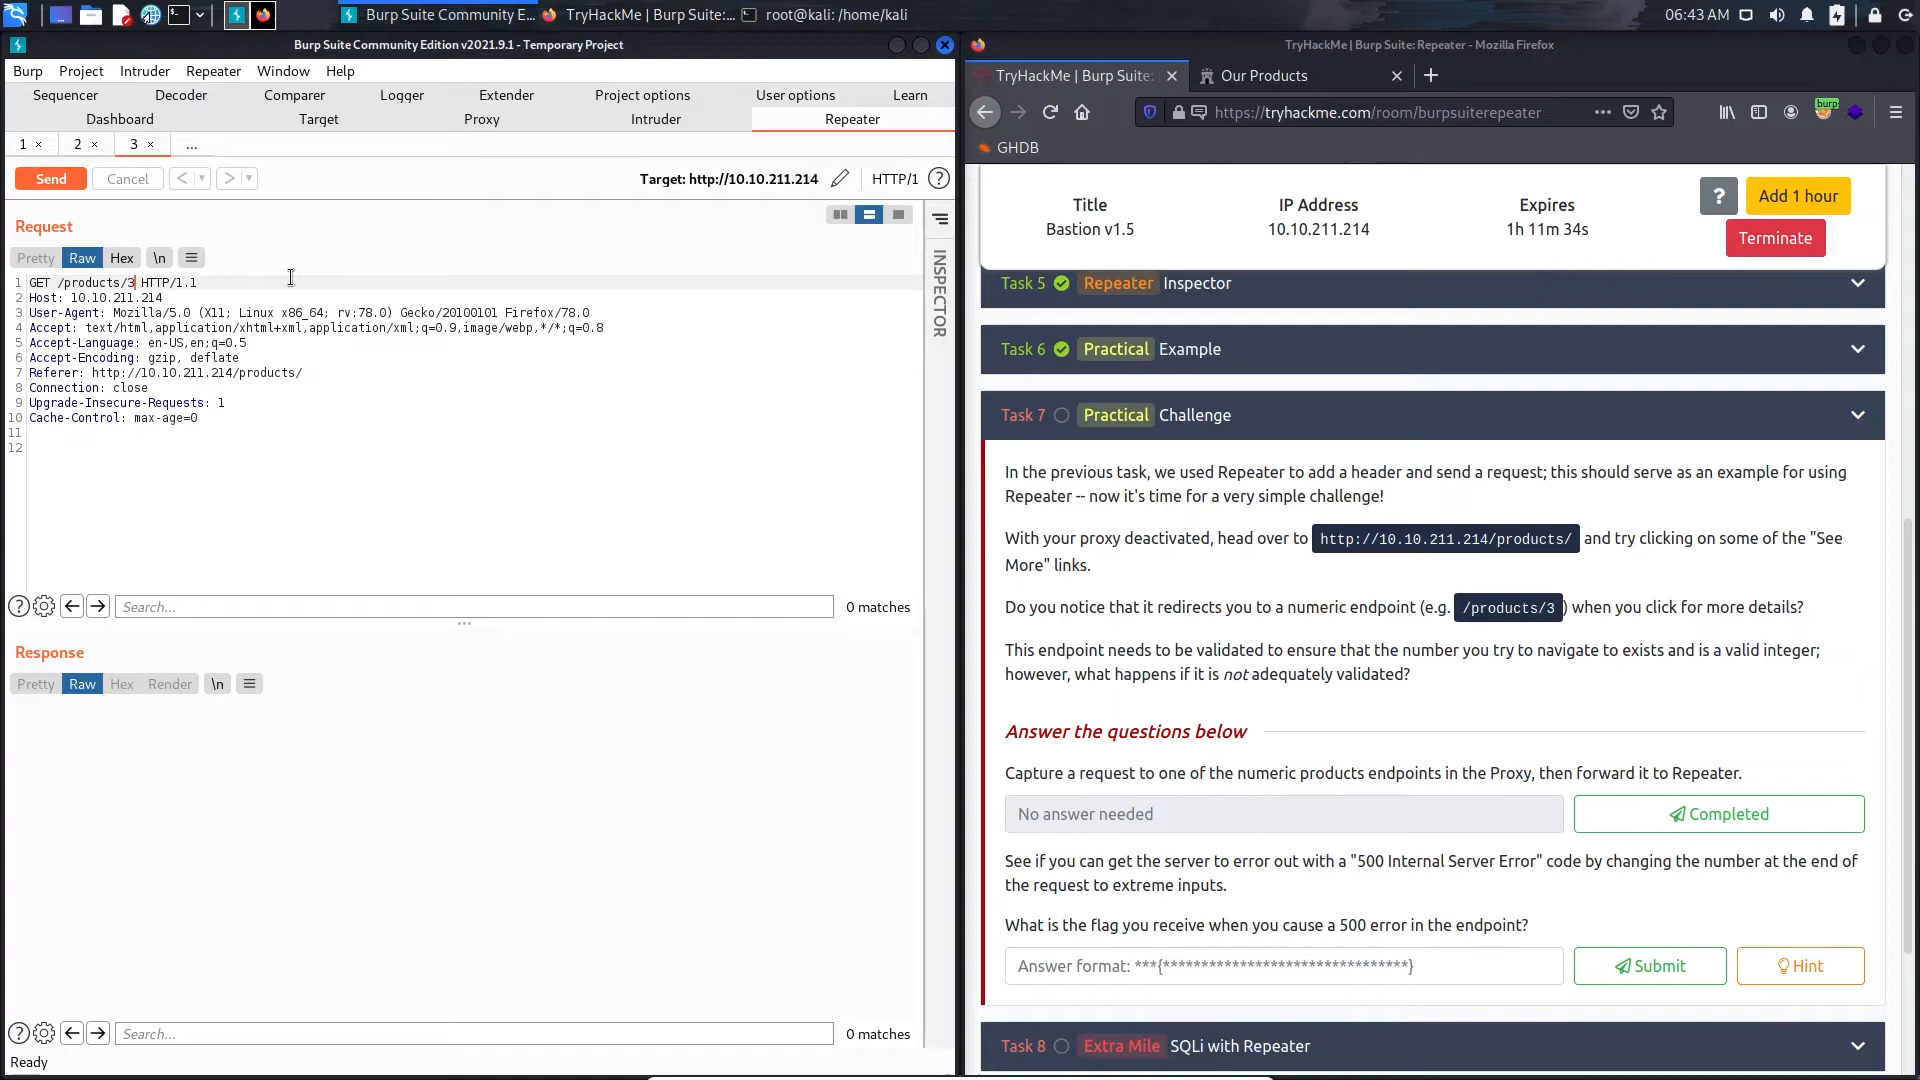 Burp Suite Community E...
TryHackMe | Burp Suite:...
root@kali: /home/kali
06:43 AM
Burp Suite Community Edition v2021.9.1 - Temporary Project
Burp Project Intruder Repeater Window Help
Sequencer Decoder Comparer Logger Extender Project options User options Learn
Dashboard Target Proxy Intruder Repeater
1 × 2 × 3 × ...
Send Cancel < >
Target: http://10.10.211.214 HTTP/1 ?
Request
Pretty Raw Hex \n
1 GET /products/3 HTTP/1.1
2 Host: 10.10.211.214
3 User-Agent: Mozilla/5.0 (X11; Linux x86_64; rv:78.0) Gecko/20100101 Firefox/78.0
4 Accept: text/html,application/xhtml+xml,application/xml;q=0.9,image/webp,*/*;q=0.8
5 Accept-Language: en-US,en;q=0.5
6 Accept-Encoding: gzip, deflate
7 Referer: http://10.10.211.214/products/
8 Connection: close
9 Upgrade-Insecure-Requests: 1
10 Cache-Control: max-age=0
11
12
INSPECTOR
? Search... 0 matches
Response
Pretty Raw Hex Render \n
? Search... 0 matches
Ready
TryHackMe | Burp Suite: Repeater - Mozilla Firefox
TryHackMe | Burp Suite: × Our Products × +
https://tryhackme.com/room/burpsuiterepeater
burp
GHDB
Title IP Address Expires
Bastion v1.5 10.10.211.214 1h 11m 34s
? Add 1 hour
Terminate
Task 5 Repeater Inspector
Task 6 Practical Example
Task 7 Practical Challenge
In the previous task, we used Repeater to add a header and send a request; this should serve as an example for using
Repeater -- now it's time for a very simple challenge!
With your proxy deactivated, head over to http://10.10.211.214/products/ and try clicking on some of the "See
More" links.
Do you notice that it redirects you to a numeric endpoint (e.g. /products/3 ) when you click for more details?
This endpoint needs to be validated to ensure that the number you try to navigate to exists and is a valid integer;
however, what happens if it is not adequately validated?
Answer the questions below
Capture a request to one of the numeric products endpoints in the Proxy, then forward it to Repeater.
No answer needed Completed
See if you can get the server to error out with a "500 Internal Server Error" code by changing the number at the end of
the request to extreme inputs.
What is the flag you receive when you cause a 500 error in the endpoint?
Answer format: ***{********************************} Submit Hint
Task 8 Extra Mile SQLi with Repeater